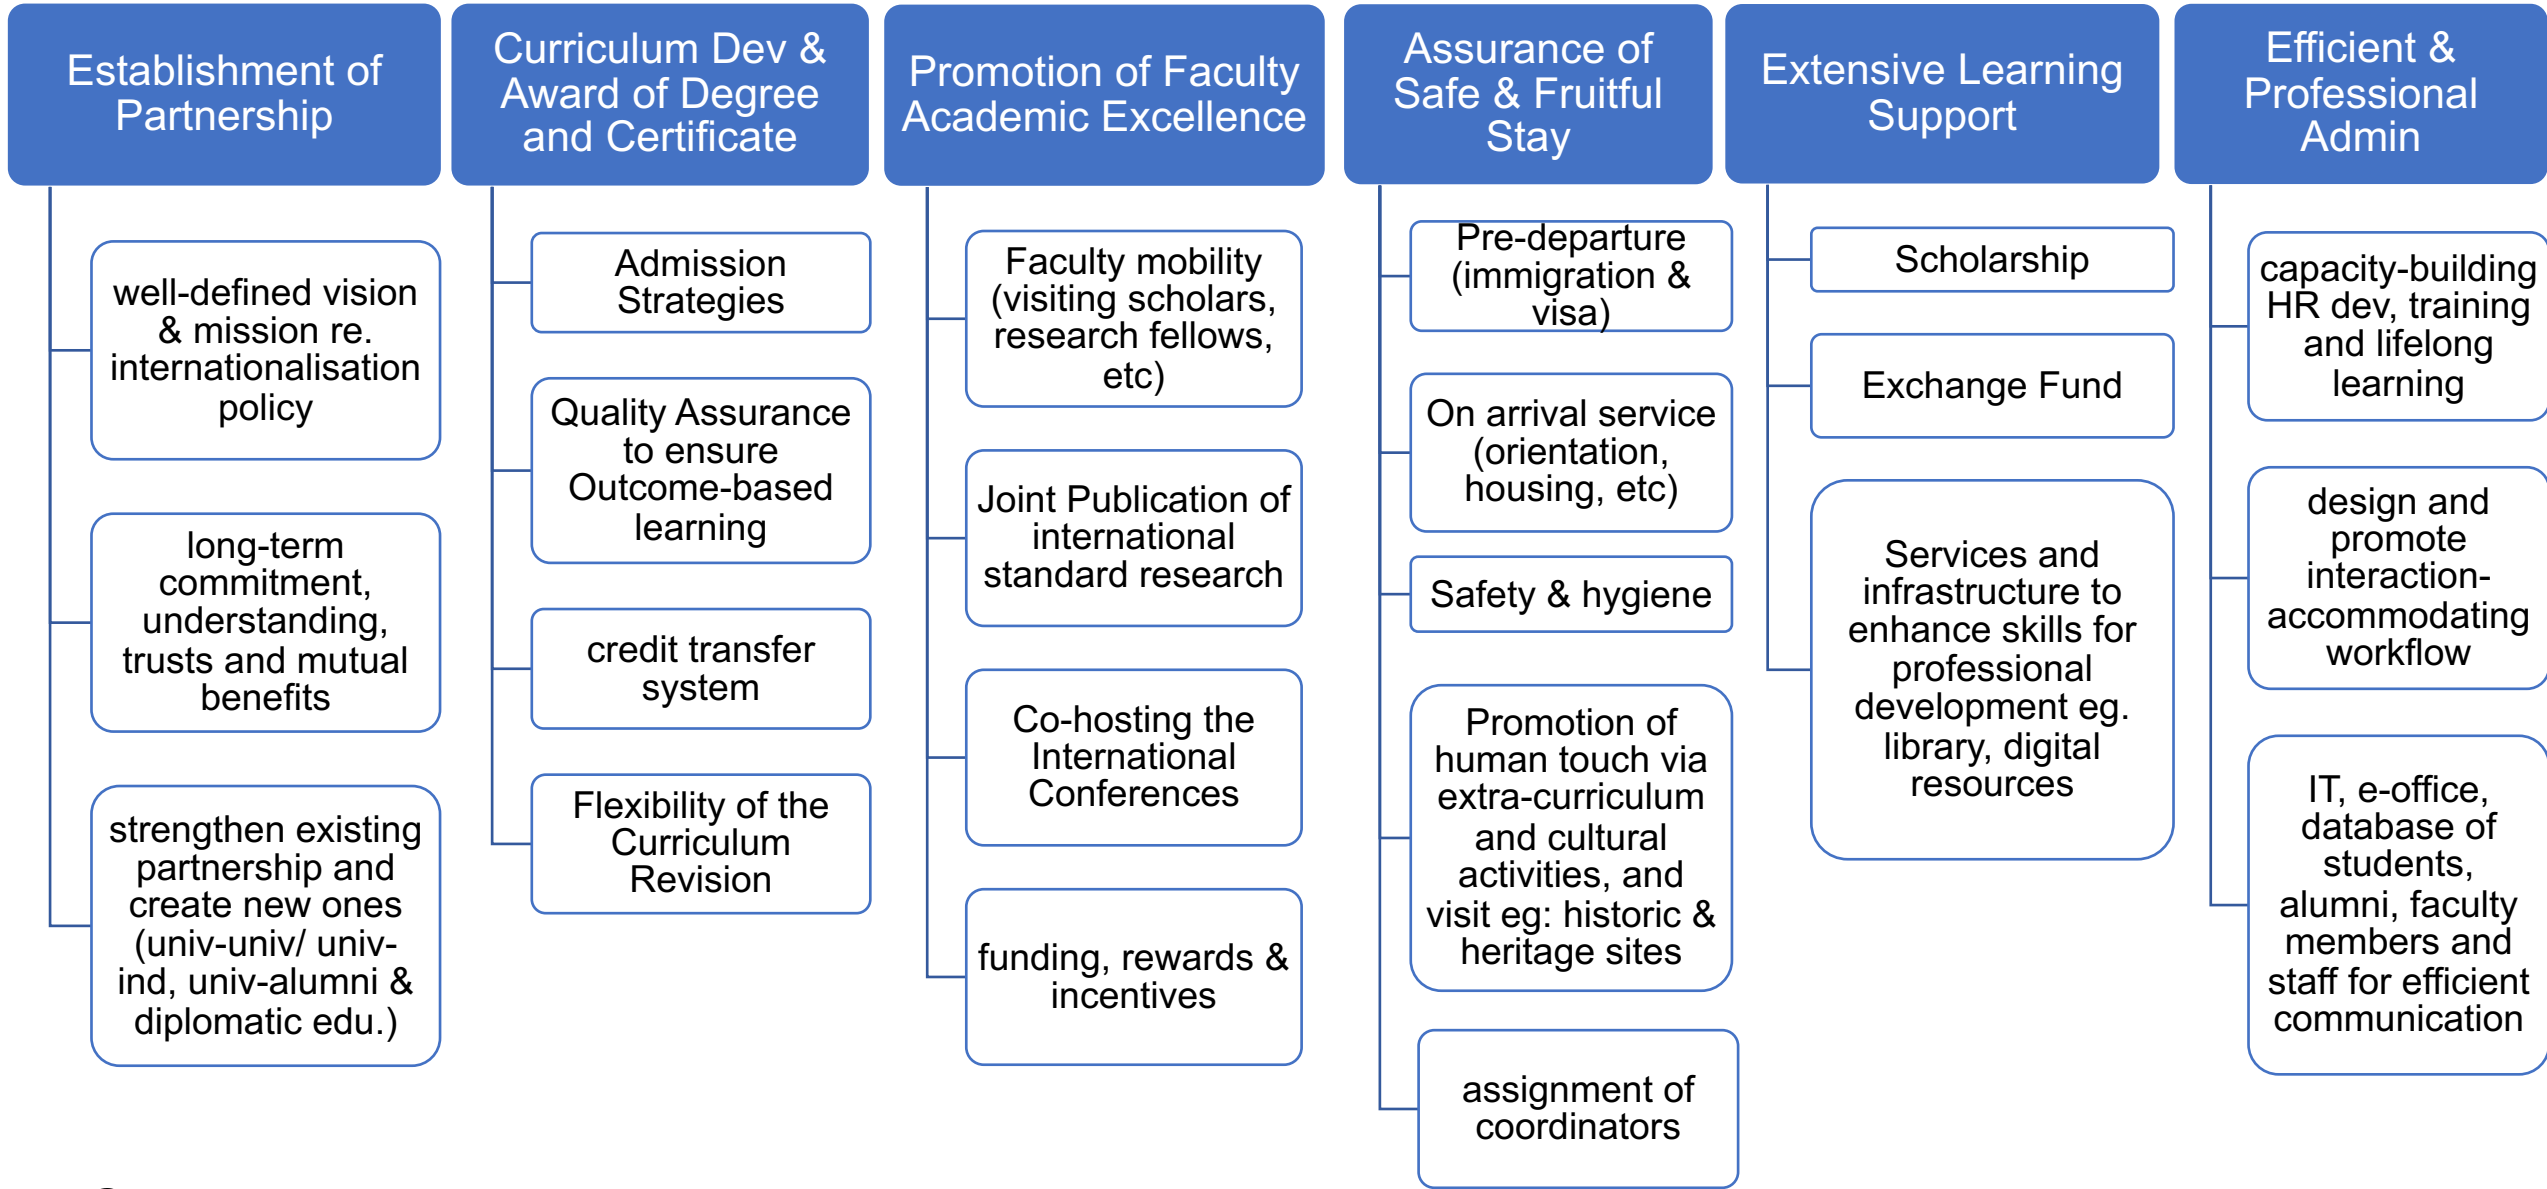 Establishment of
Partnership
well-defined vision
& mission re.
internationalisation
policy
long-term
commitment,
understanding,
trusts and mutual
benefits
strengthen existing
partnership and
create new ones
(univ-univ/ univ-
ind, univ-alumni &
diplomatic edu.)
Curriculum Dev &
Award of Degree
and Certificate
Admission
Strategies
Quality Assurance
to ensure
Outcome-based
learning
credit transfer
system
Flexibility of the
Curriculum
Revision
Promotion of Faculty
Academic Excellence
Faculty mobility
(visiting scholars,
research fellows,
etc)
Joint Publication of
international
standard research
Co-hosting the
International
Conferences
funding, rewards &
incentives
Assurance of
Safe & Fruitful
Stay
Pre-departure
(immigration &
visa)
On arrival service
(orientation,
housing, etc)
Safety & hygiene
Promotion of
human touch via
extra-curriculum
and cultural
activities, and
visit eg: historic &
heritage sites
assignment of
coordinators
Extensive Learning
Support
Scholarship
Exchange Fund
Services and
infrastructure to
enhance skills for
professional
development eg.
library, digital
resources
Efficient &
Professional
Admin
capacity-building
HR dev, training
and lifelong
learning
design and
promote
interaction-
accommodating
workflow
IT, e-office,
database of
students,
alumni, faculty
members and
staff for efficient
communication